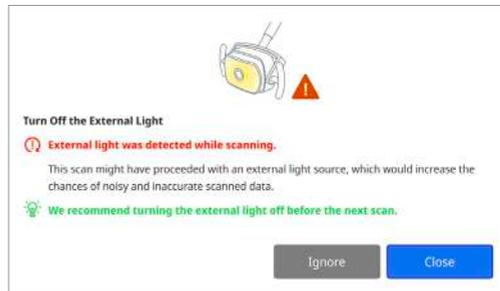 Turn Off the External Light
External light was detected while scanning.
This scan might have proceeded with an external light source, which would increase the
chances of noisy and inaccurate scanned data.
We recommend turning the external light off before the next scan.
Ignore
Close